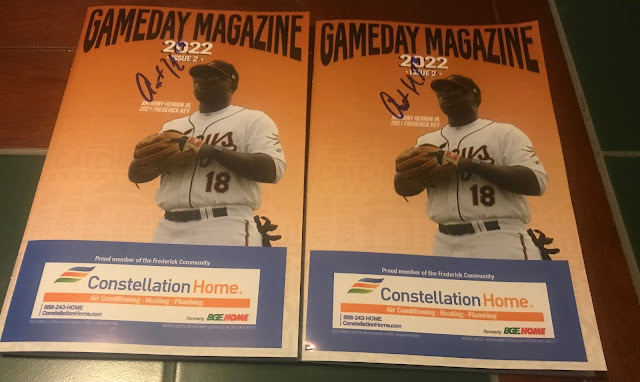 GAMEDAY MAGAZINE
2022
ISSUE 2
ANTHONY HERRON JR.
2021 FREDERICK KEY
Keys
18
Proud member of the Frederick Community
Constellation Home®
Air Conditioning · Heating · Plumbing
888-243-HOME
ConstellationHome.com
Formerly BGE HOME
GAMEDAY MAGAZINE
2022
ISSUE 2
ANTHONY HERRON JR.
2021 FREDERICK KEY
18
Proud member of the Frederick Community
Constellation Home®
Air Conditioning · Heating · Plumbing
888-243-HOME
ConstellationHome.com
Formerly BGE HOME